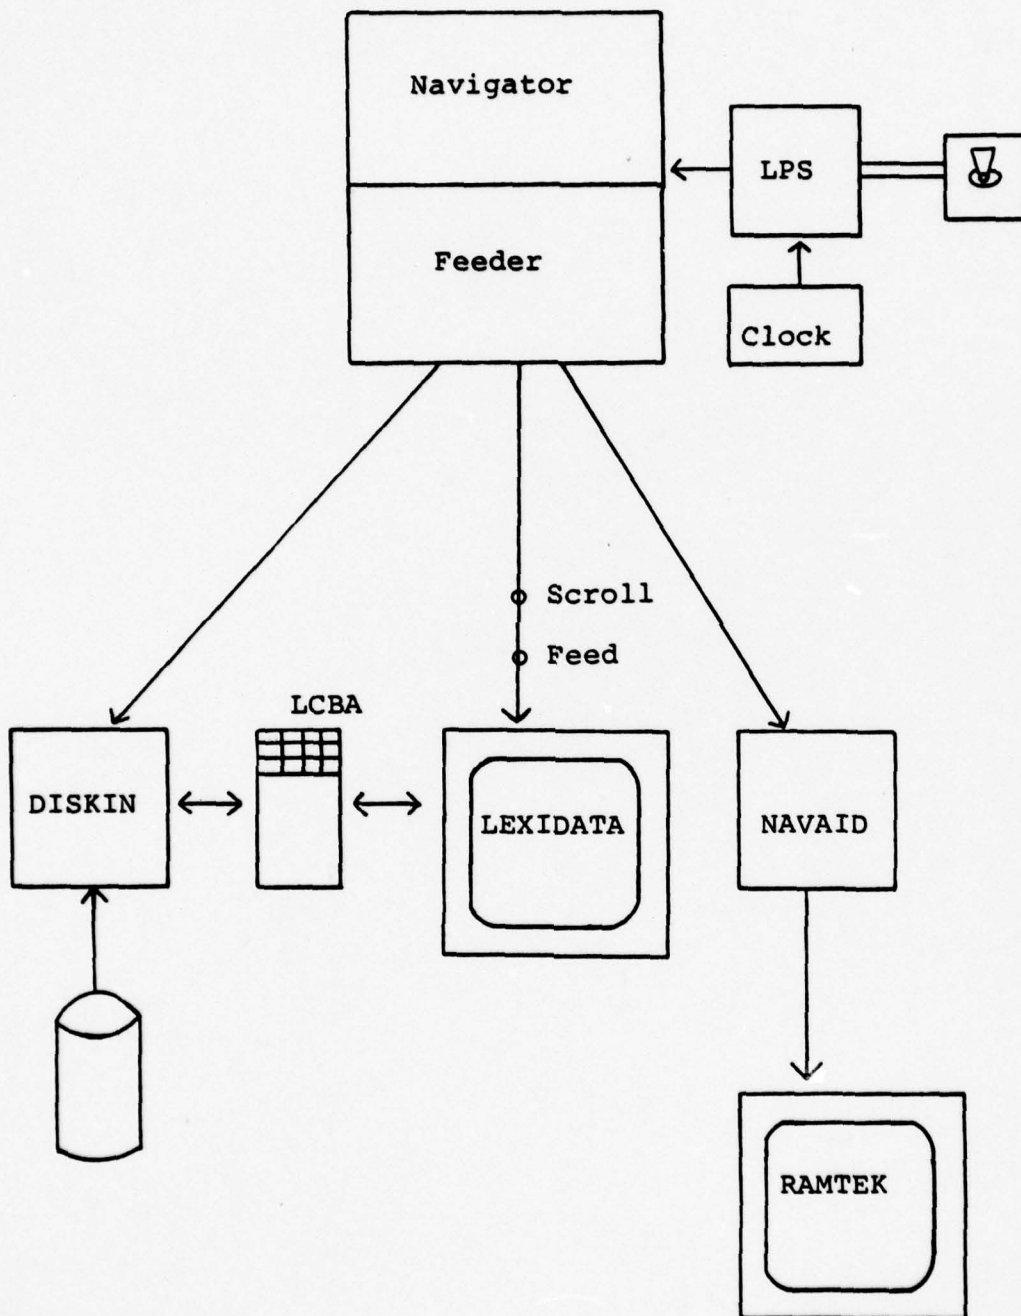 Navigator
LPS
Feeder
Clock
Scroll
Feed
LCBA
DISKIN
LEXIDATA
NAVAID
RAMTEK